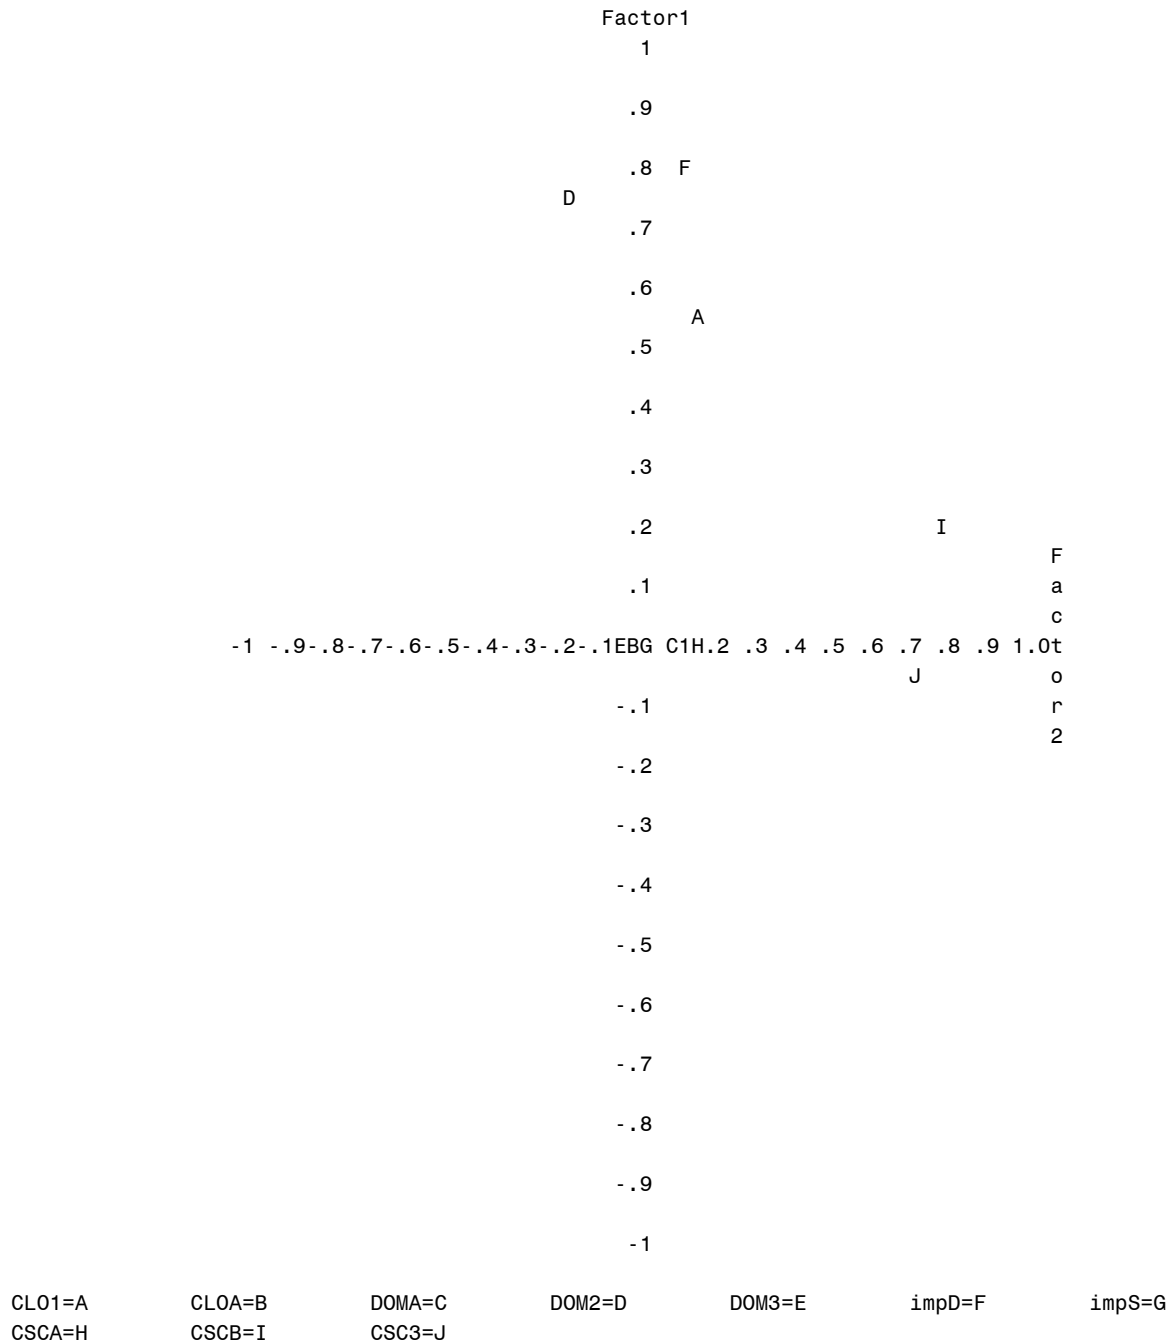 Factor1
1
.9
.8 F
D
.7
.6
A
.5
.4
.3
.2 I
F
.1 a
c
-1 -.9-.8-.7-.6-.5-.4-.3-.2-.1EBG C1H.2 .3 .4 .5 .6 .7 .8 .9 1.0t
J o
-.1 r
2
-.2
-.3
-.4
-.5
-.6
-.7
-.8
-.9
-1
CLO1=A CLOA=B DOMA=C DOM2=D DOM3=E impD=F impS=G
CSCA=H CSCB=I CSC3=J